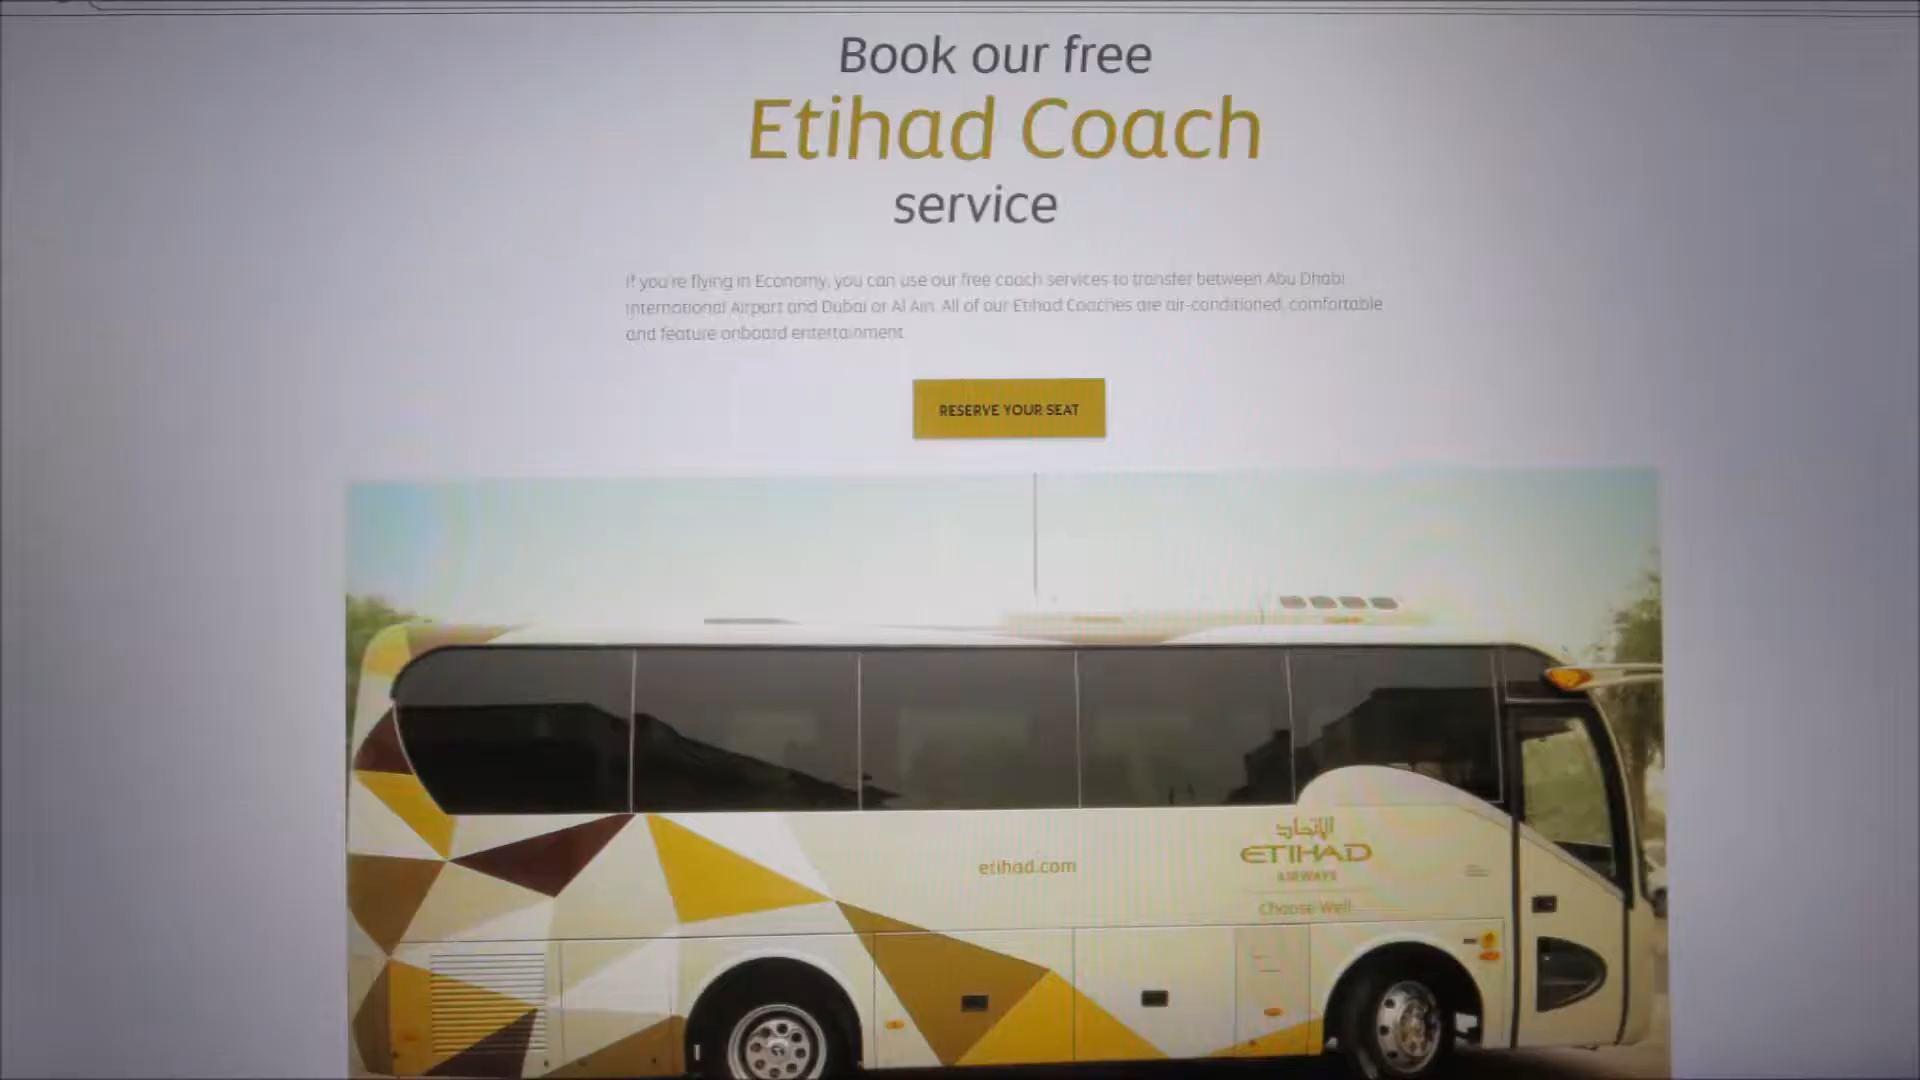 Book our free
Etihad Coach
service
If you're flying in Economy, you can use our free coach services to transfer between Abu Dhabi
International Airport and Dubai or Al Ain. All of our Etihad Coaches are air-conditioned, comfortable
and feature onboard entertainment
RESERVE YOUR SEAT
الإتحاد
etihad.com
ETIHAD
AIRWAYS
Choose Well